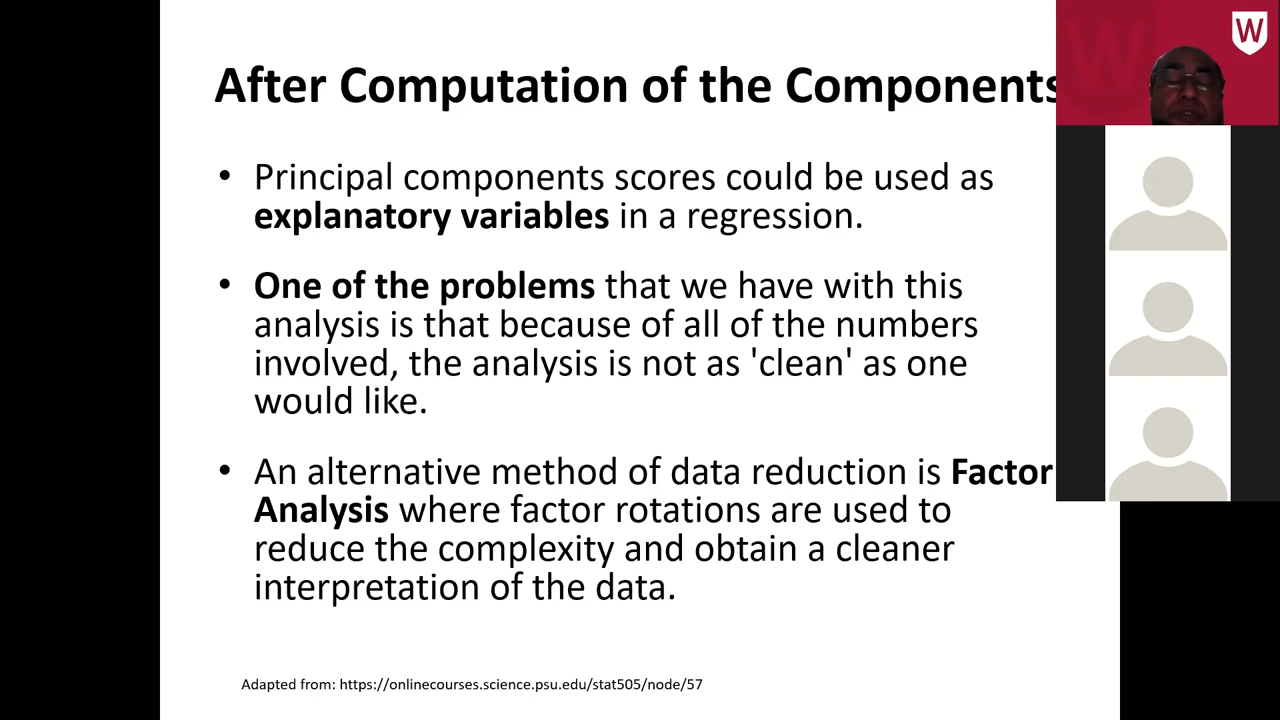 After Computation of the Components
• Principal components scores could be used as
explanatory variables in a regression.
• One of the problems that we have with this
analysis is that because of all of the numbers
involved, the analysis is not as 'clean' as one
would like.
• An alternative method of data reduction is Factor
Analysis where factor rotations are used to
reduce the complexity and obtain a cleaner
interpretation of the data.
Adapted from: https://onlinecourses.science.psu.edu/stat505/node/57
W
W